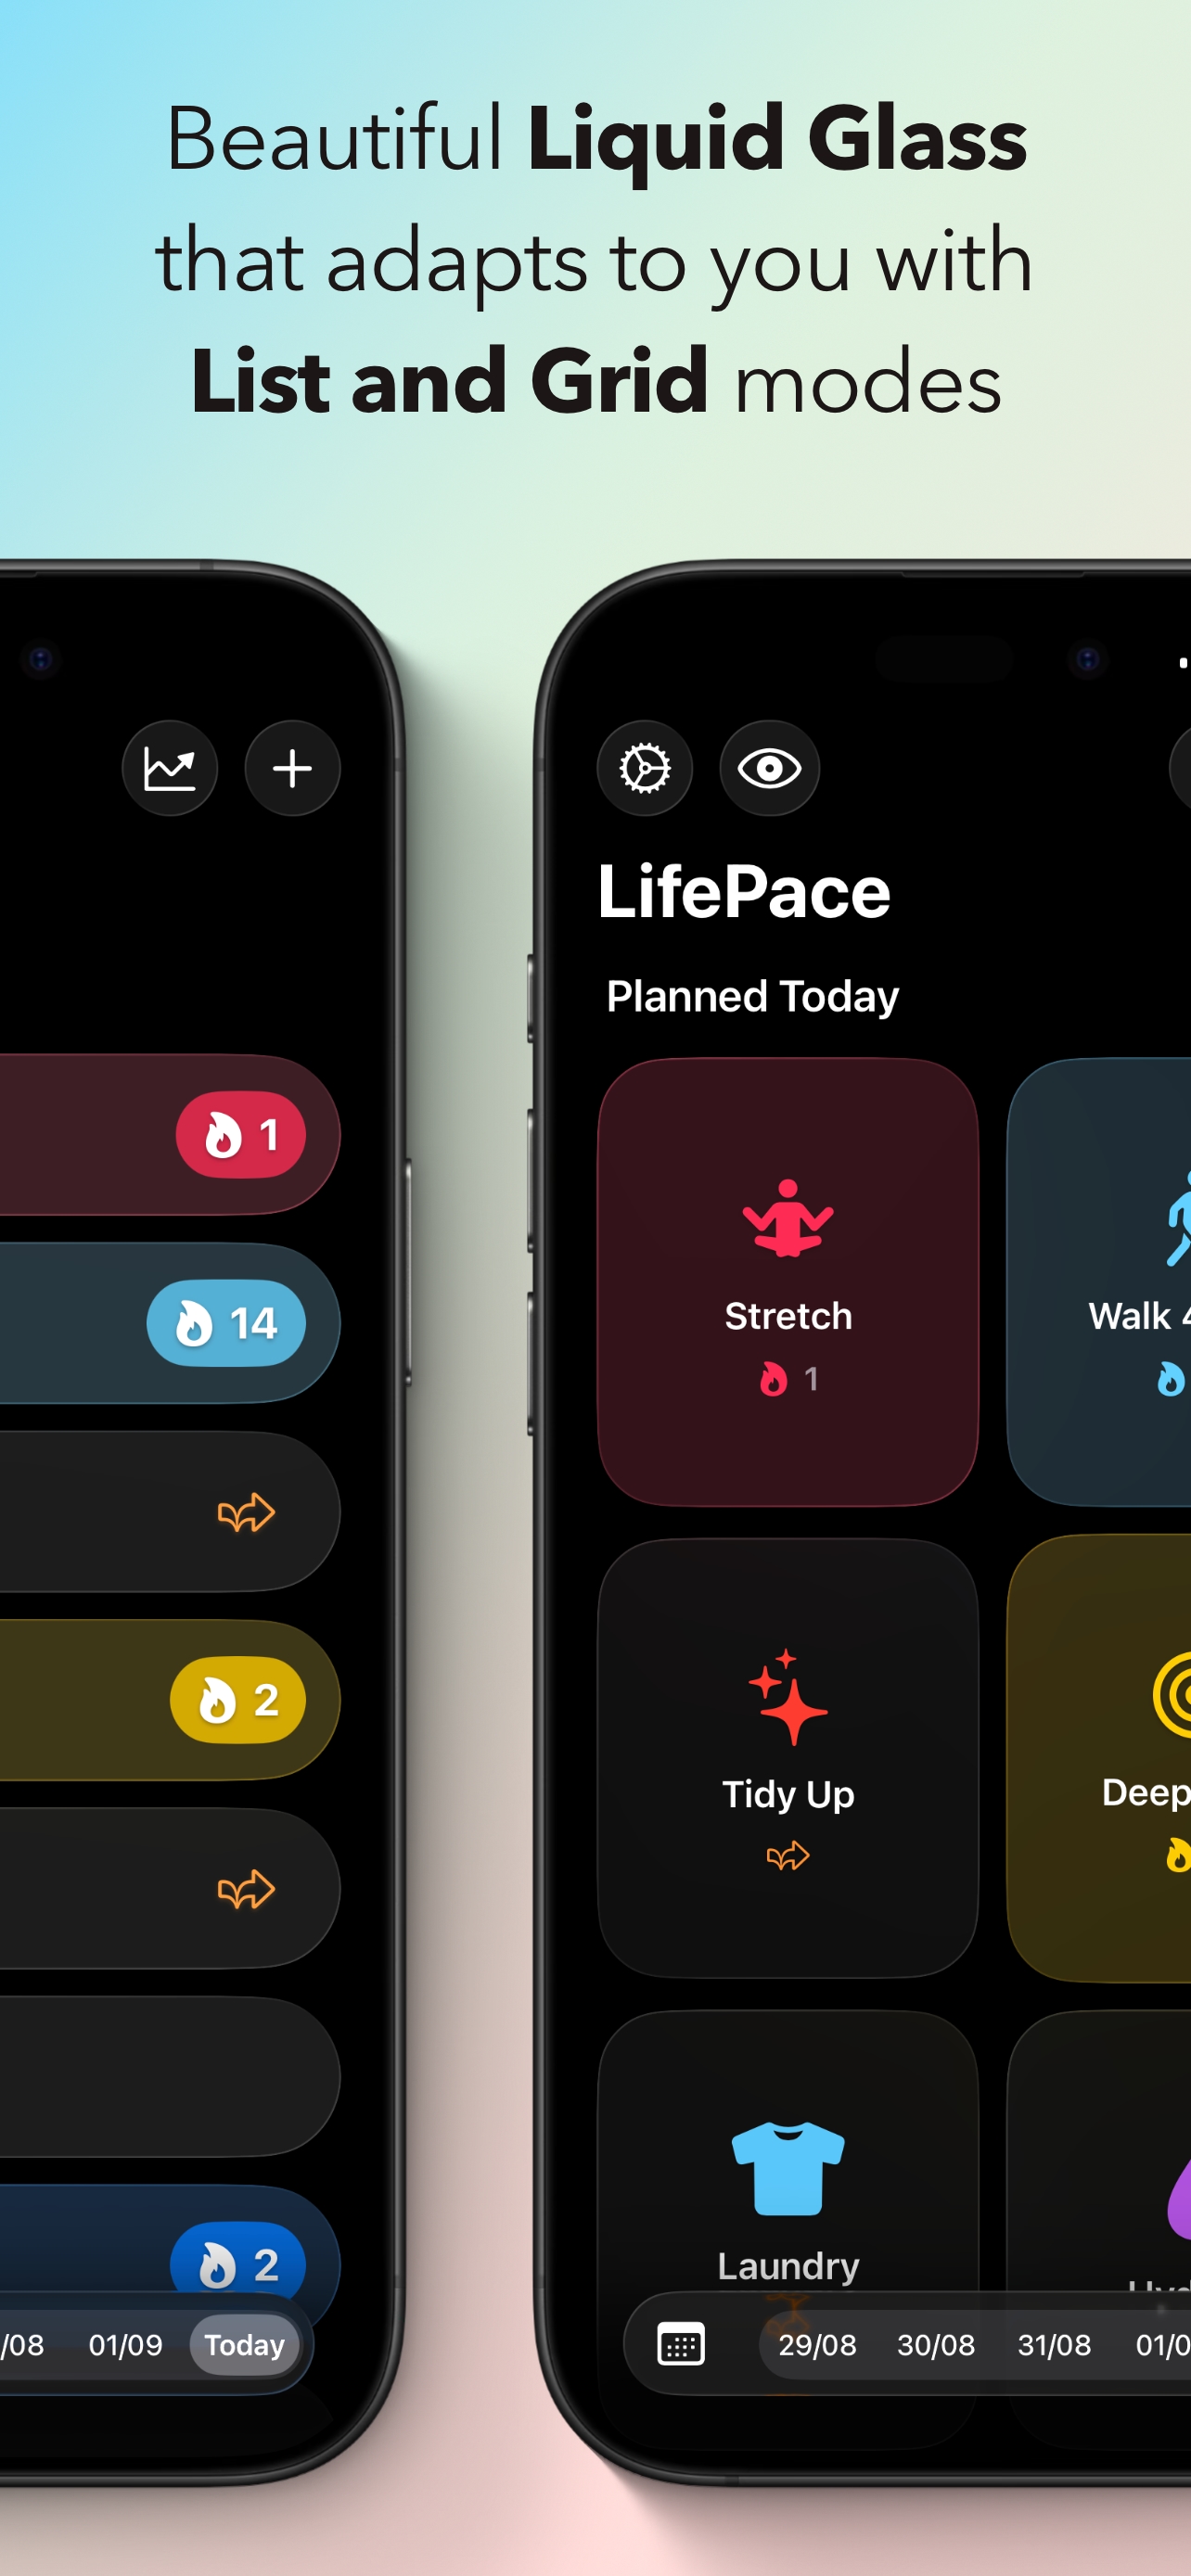 Beautiful Liquid Glass
that adapts to you with
List and Grid modes
1
14
2
2
/08 01/09 Today
LifePace
Planned Today
Stretch
1
Walk
Tidy Up
Deep
Laundry
29/08 30/08 31/08 01/0